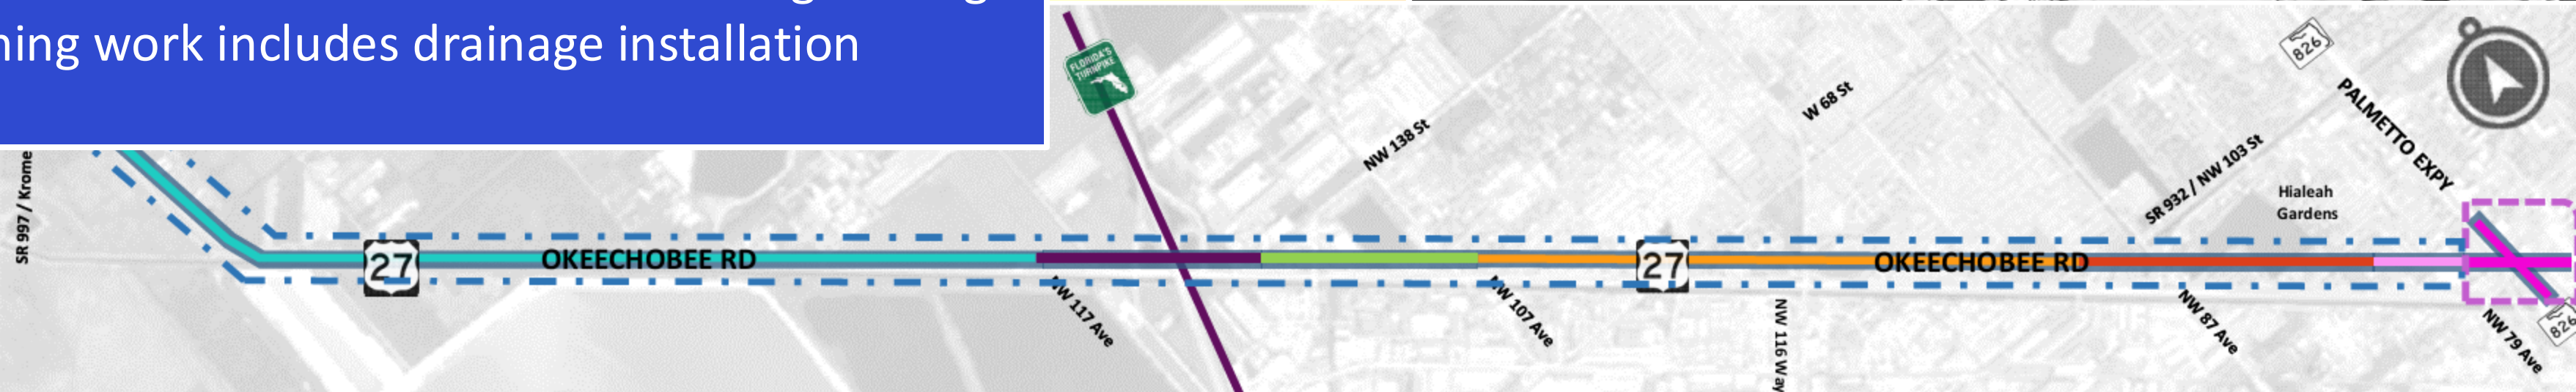 work includes drainage installation
FLORIDA'S
TURNPIKE
NW 138 St
W 68 St
826
PALMETTO EXPY
SR 932 / NW 103 St
Hialeah
Gardens
SR 997 / Krome
27
OKEECHOBEE RD
27
OKEECHOBEE RD
NW 117 Ave
NW 107 Ave
NW 116 Way
NW 87 Ave
NW 79 Ave
826